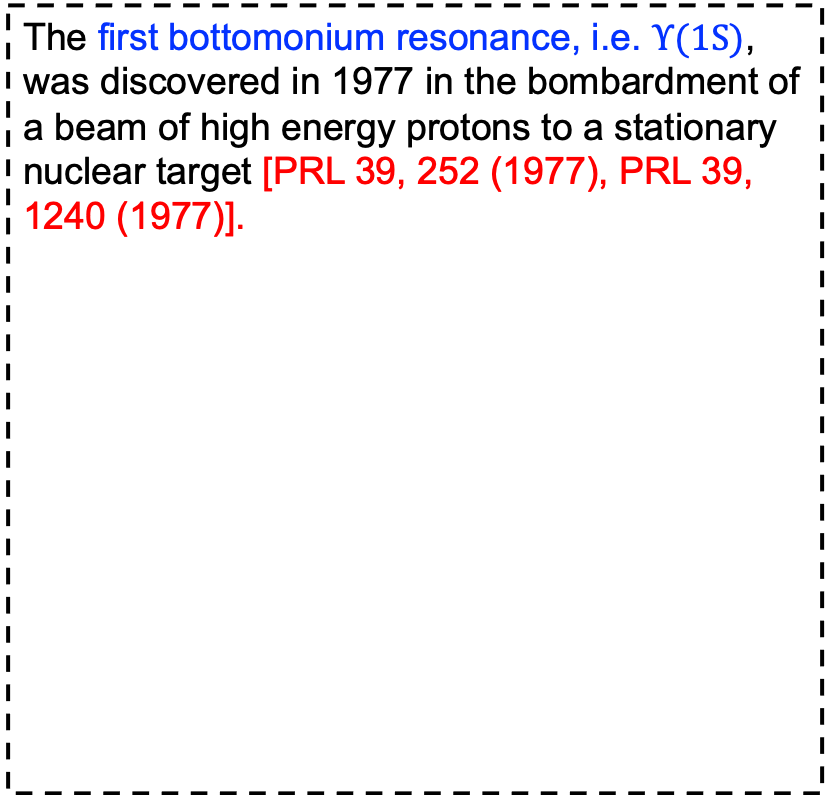 The first bottomonium resonance, i.e. ϒ(1S),
was discovered in 1977 in the bombardment of
a beam of high energy protons to a stationary
nuclear target [PRL 39, 252 (1977), PRL 39,
1240 (1977)].